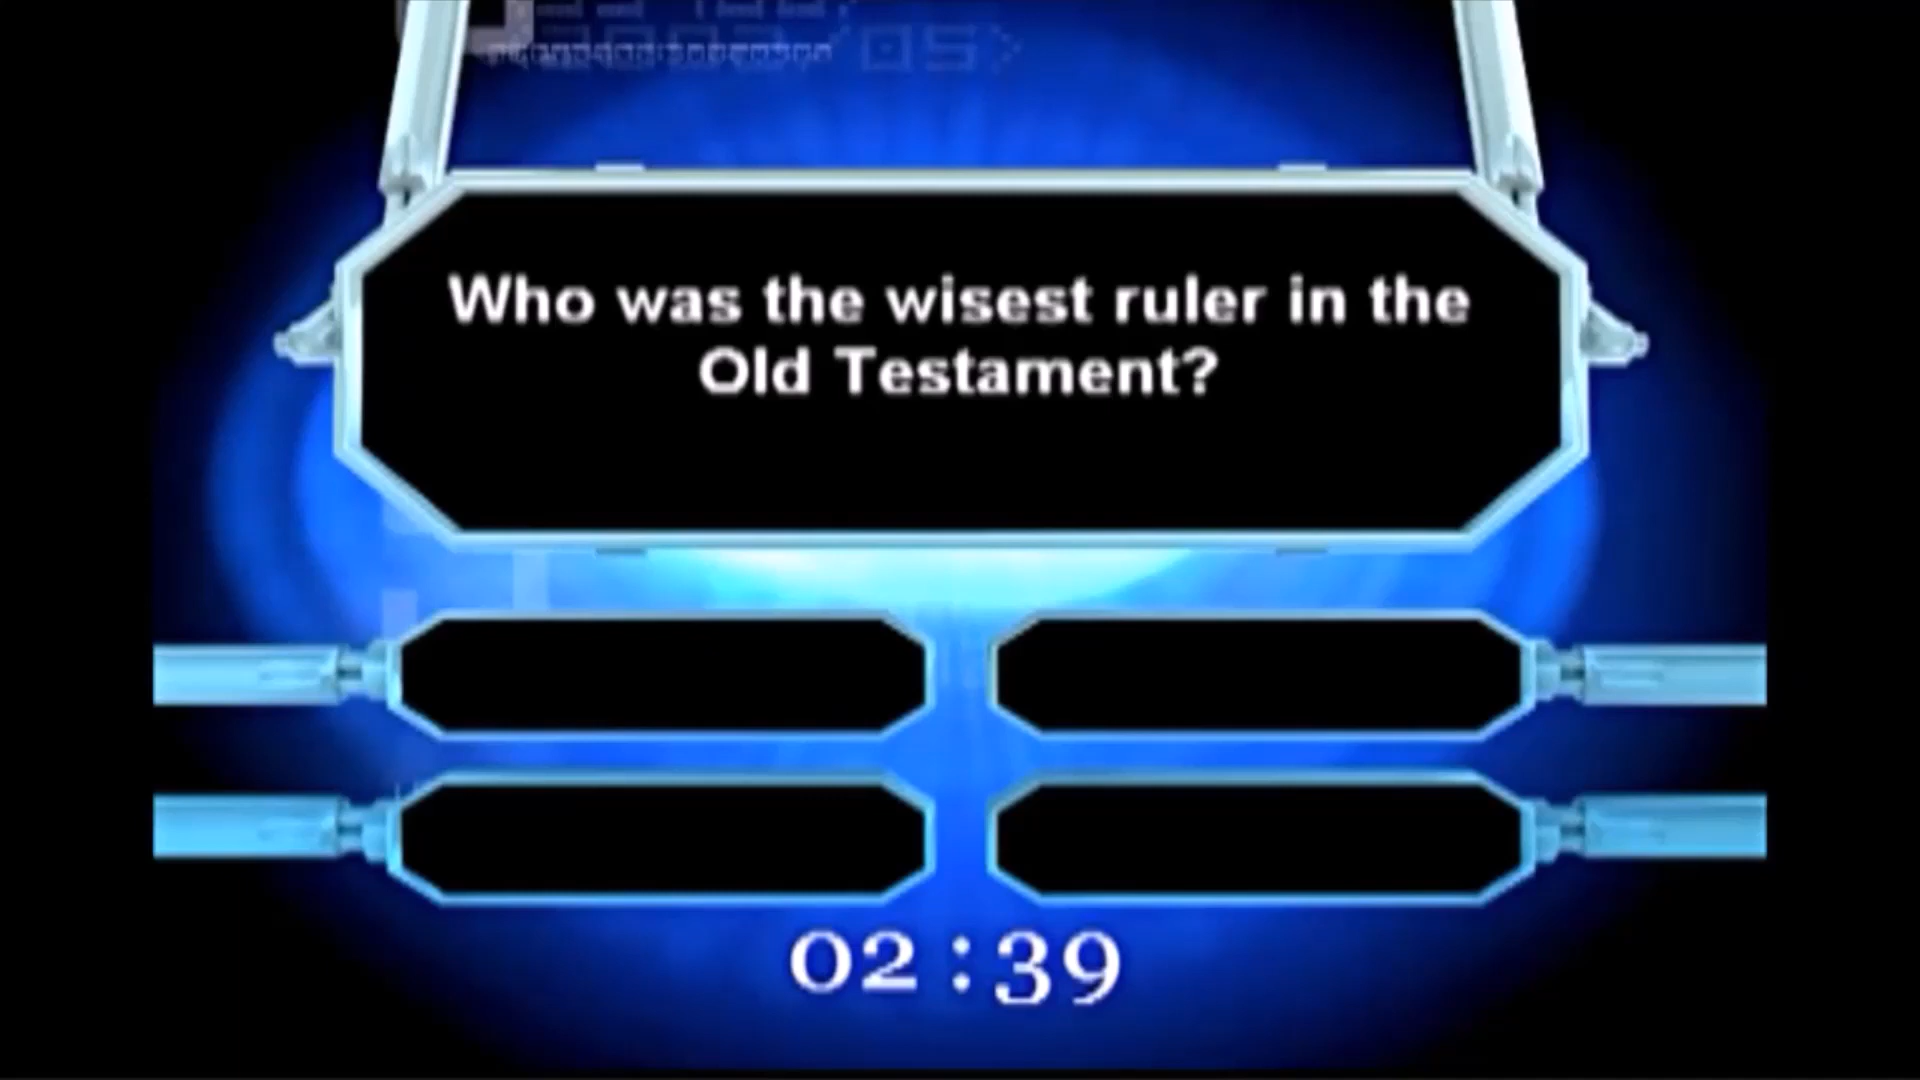 Who was the wisest ruler in the
Old Testament?
02:39